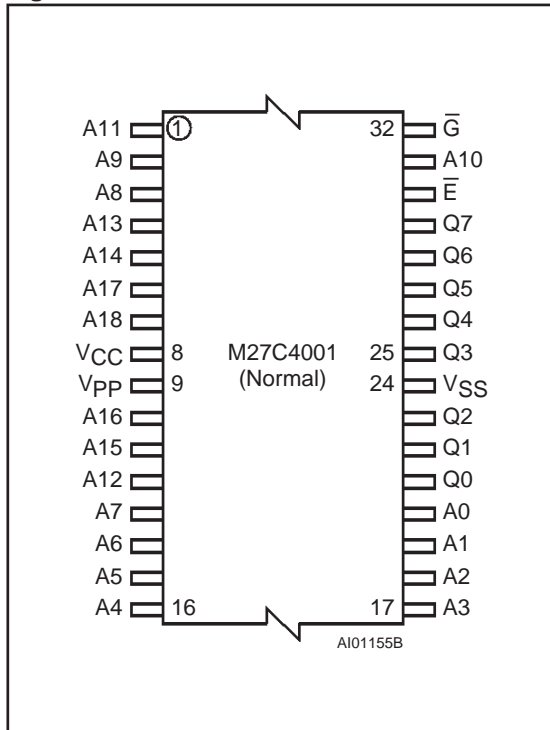 A11 1 32 G̅
A9 A10
A8 E̅
A13 Q7
A14 Q6
A17 Q5
A18 Q4
VCC 8 M27C4001 25 Q3
VPP 9 (Normal) 24 VSS
A16 Q2
A15 Q1
A12 Q0
A7 A0
A6 A1
A5 A2
A4 16 17 A3
AI01155B